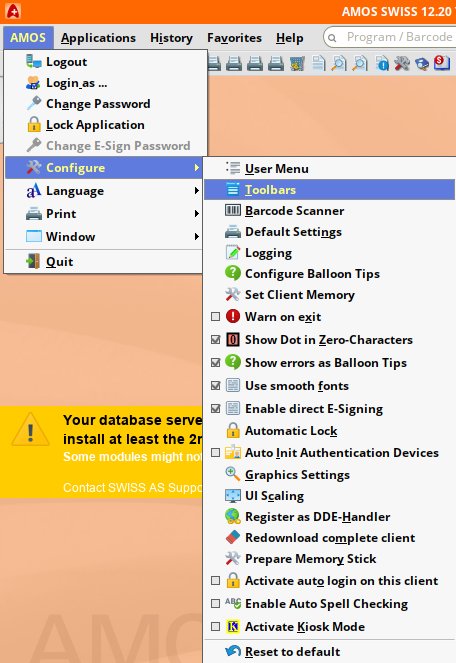 AMOS SWISS 12.20
AMOS Applications History Favorites Help Program / Barcode
Logout
Login as ...
Change Password
Lock Application
Change E-Sign Password
Configure
Language
Print
Window
Quit
User Menu
Toolbars
Barcode Scanner
Default Settings
Logging
Configure Balloon Tips
Set Client Memory
Warn on exit
Show Dot in Zero-Characters
Show errors as Balloon Tips
Use smooth fonts
Enable direct E-Signing
Automatic Lock
Auto Init Authentication Devices
Graphics Settings
UI Scaling
Register as DDE-Handler
Redownload complete client
Prepare Memory Stick
Activate auto login on this client
Enable Auto Spell Checking
Activate Kiosk Mode
Reset to default
Your database serve
install at least the 2
Some modules might not
Contact SWISS AS Suppo
AMO